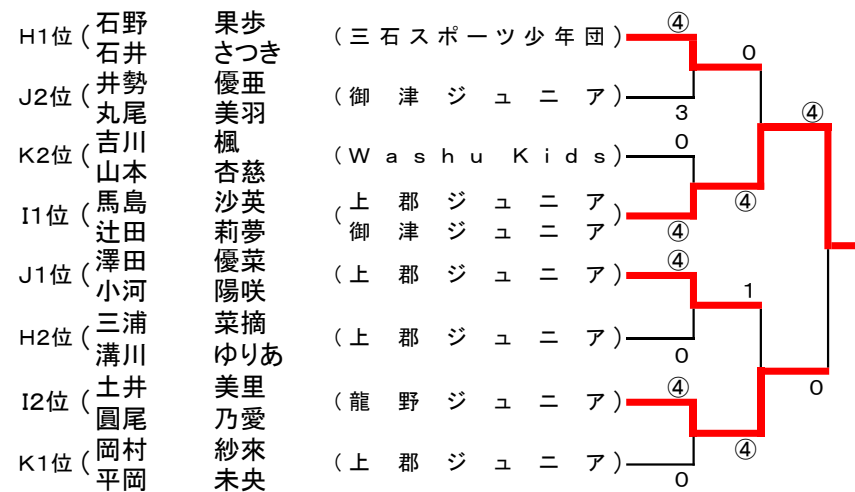 石野 果歩 ④
H1位 ( (三石スポーツ少年団)
石井 さつき 0
井勢 優亜
J2位 ( (御津ジュニア)
丸尾 美羽 3 ④
吉川 楓 0
K2位 ( (Washu Kids)
山本 杏慈
馬島 沙英 (上郡ジュニア) ④
I1位 (
辻田 莉夢 御津ジュニア ④
澤田 優菜 ④
J1位 ( (上郡ジュニア)
小河 陽咲 1
三浦 菜摘
H2位 ( (上郡ジュニア)
溝川 ゆりあ 0
土井 美里 ④ 0
I2位 ( (龍野ジュニア)
圓尾 乃愛
岡村 紗來 ④
K1位 ( (上郡ジュニア)
平岡 未央 0